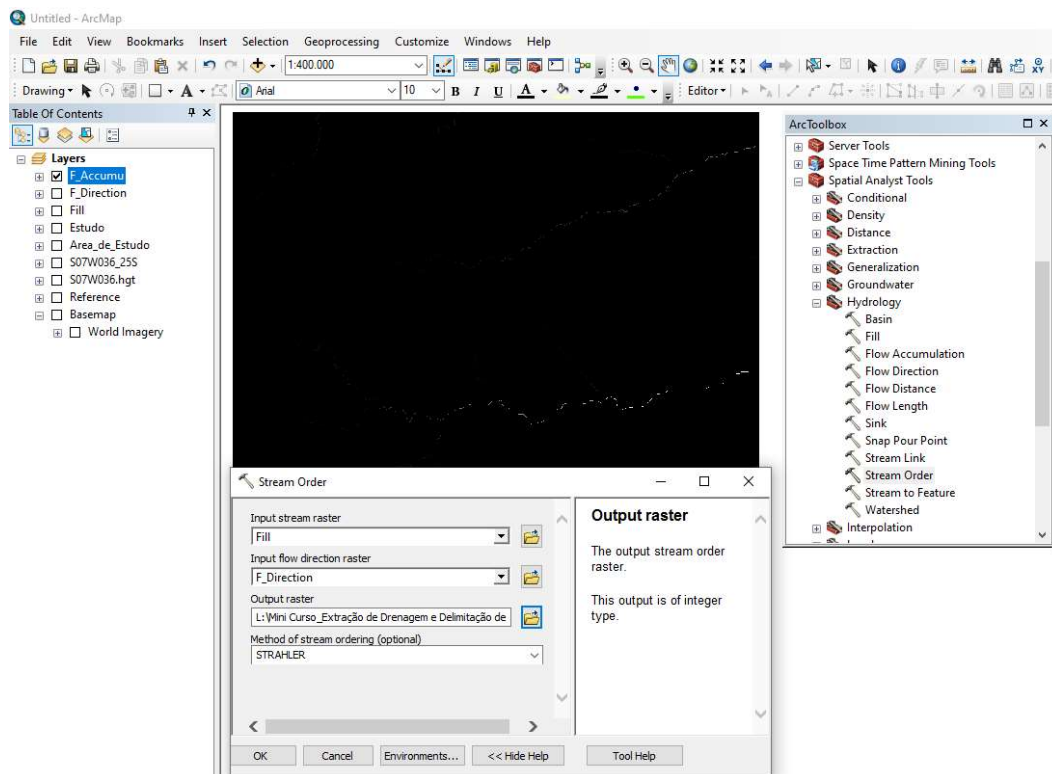 Untitled - ArcMap
File Edit View Bookmarks Insert Selection Geoprocessing Customize Windows Help
1:400.000
Drawing Arial 10 B I U A Editor
Table Of Contents
Layers
F_Accumu
F_Direction
Fill
Estudo
Area_de_Estudo
S07W036_25S
S07W036.hgt
Reference
Basemap
World Imagery
ArcToolbox
Server Tools
Space Time Pattern Mining Tools
Spatial Analyst Tools
Conditional
Density
Distance
Extraction
Generalization
Groundwater
Hydrology
Basin
Fill
Flow Accumulation
Flow Direction
Flow Distance
Flow Length
Sink
Snap Pour Point
Stream Link
Stream Order
Stream to Feature
Watershed
Interpolation
Stream Order
Input stream raster
Fill
Input flow direction raster
F_Direction
Output raster
L:\Mini Curso_Extração de Drenagem e Delimitação de
Method of stream ordering (optional)
STRAHLER
Output raster
The output stream order
raster.
This output is of integer
type.
OK Cancel Environments... << Hide Help Tool Help